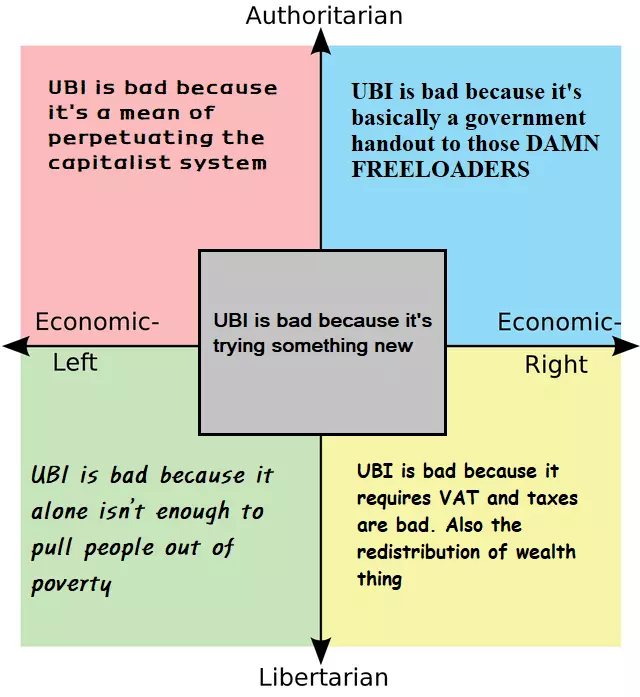 Authoritarian
UBI is bad because
it's a mean of
perpetuating the
capitalist system
UBI is bad because it's
basically a government
handout to those DAMN
FREELOADERS
UBI is bad because it's
trying something new
Economic-
Left
Economic-
Right
UBI is bad because it
alone isn't enough to
pull people out of
poverty
UBI is bad because it
requires VAT and taxes
are bad. Also the
redistribution of wealth
thing
Libertarian